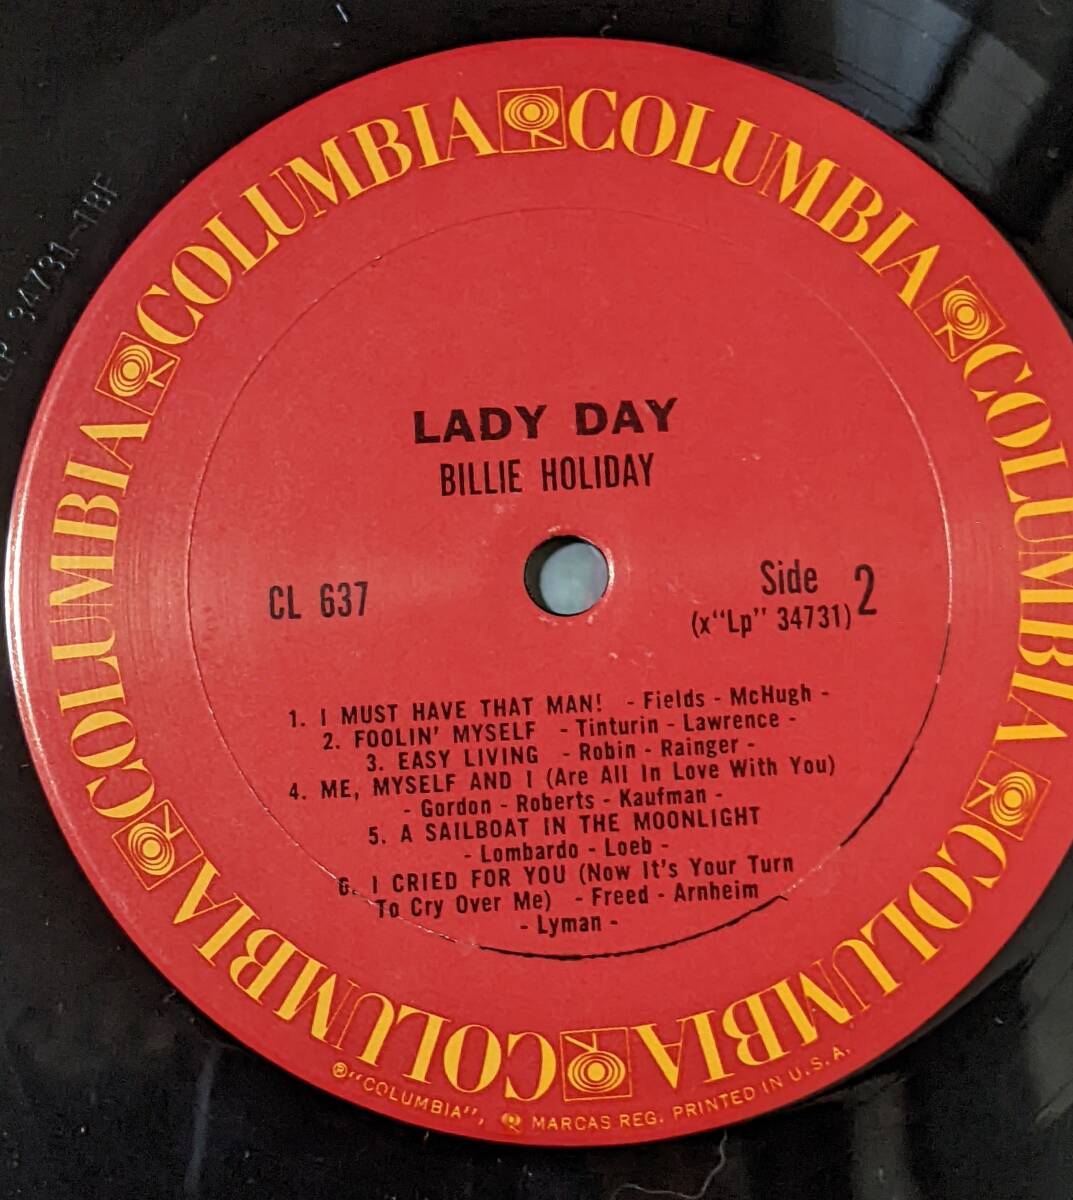 COLUMBIA COLUMBIA COLUMBIA COLUMBIA COLUMBIA COLUMBIA
LADY DAY
BILLIE HOLIDAY
CL 637
Side 2
(x"Lp" 34731)
1. I MUST HAVE THAT MAN! - Fields - McHugh -
2. FOOLIN' MYSELF - Tinturin - Lawrence -
3. EASY LIVING - Robin - Rainger -
4. ME, MYSELF AND I (Are All In Love With You)
- Gordon - Roberts - Kaufman -
5. A SAILBOAT IN THE MOONLIGHT
- Lombardo - Loeb -
6. I CRIED FOR YOU (Now It's Your Turn
To Cry Over Me) - Freed - Arnheim
- Lyman -
®"COLUMBIA", MARCAS REG. PRINTED IN U.S.A.
34731-1BF